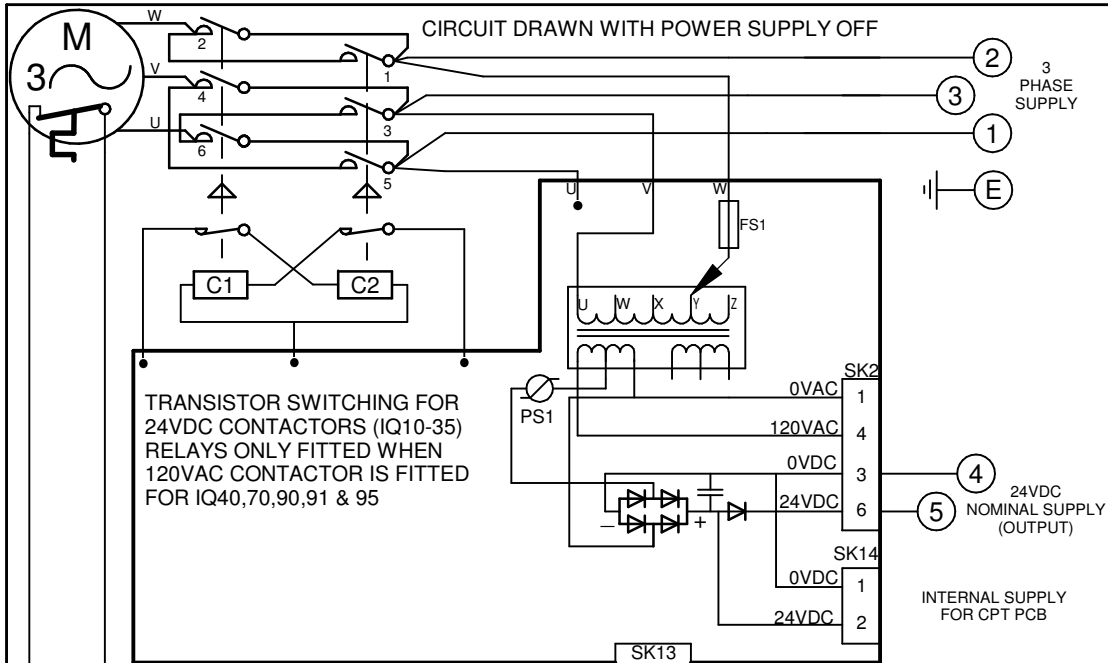 CIRCUIT DRAWN WITH POWER SUPPLY OFF
W
M
2
1
2
3
PHASE
SUPPLY
3
V
4
3
3
U
6
5
1
U
V
W
E
FS1
C1
C2
U
W
X
Y
Z
SK2
TRANSISTOR SWITCHING FOR
24VDC CONTACTORS (IQ10-35)
RELAYS ONLY FITTED WHEN
120VAC CONTACTOR IS FITTED
FOR IQ40,70,90,91 & 95
PS1
0VAC
1
120VAC
4
0VDC
3
4
24VDC
NOMINAL SUPPLY
(OUTPUT)
24VDC
6
5
–
+
SK14
0VDC
1
24VDC
2
INTERNAL SUPPLY
FOR CPT PCB
SK13